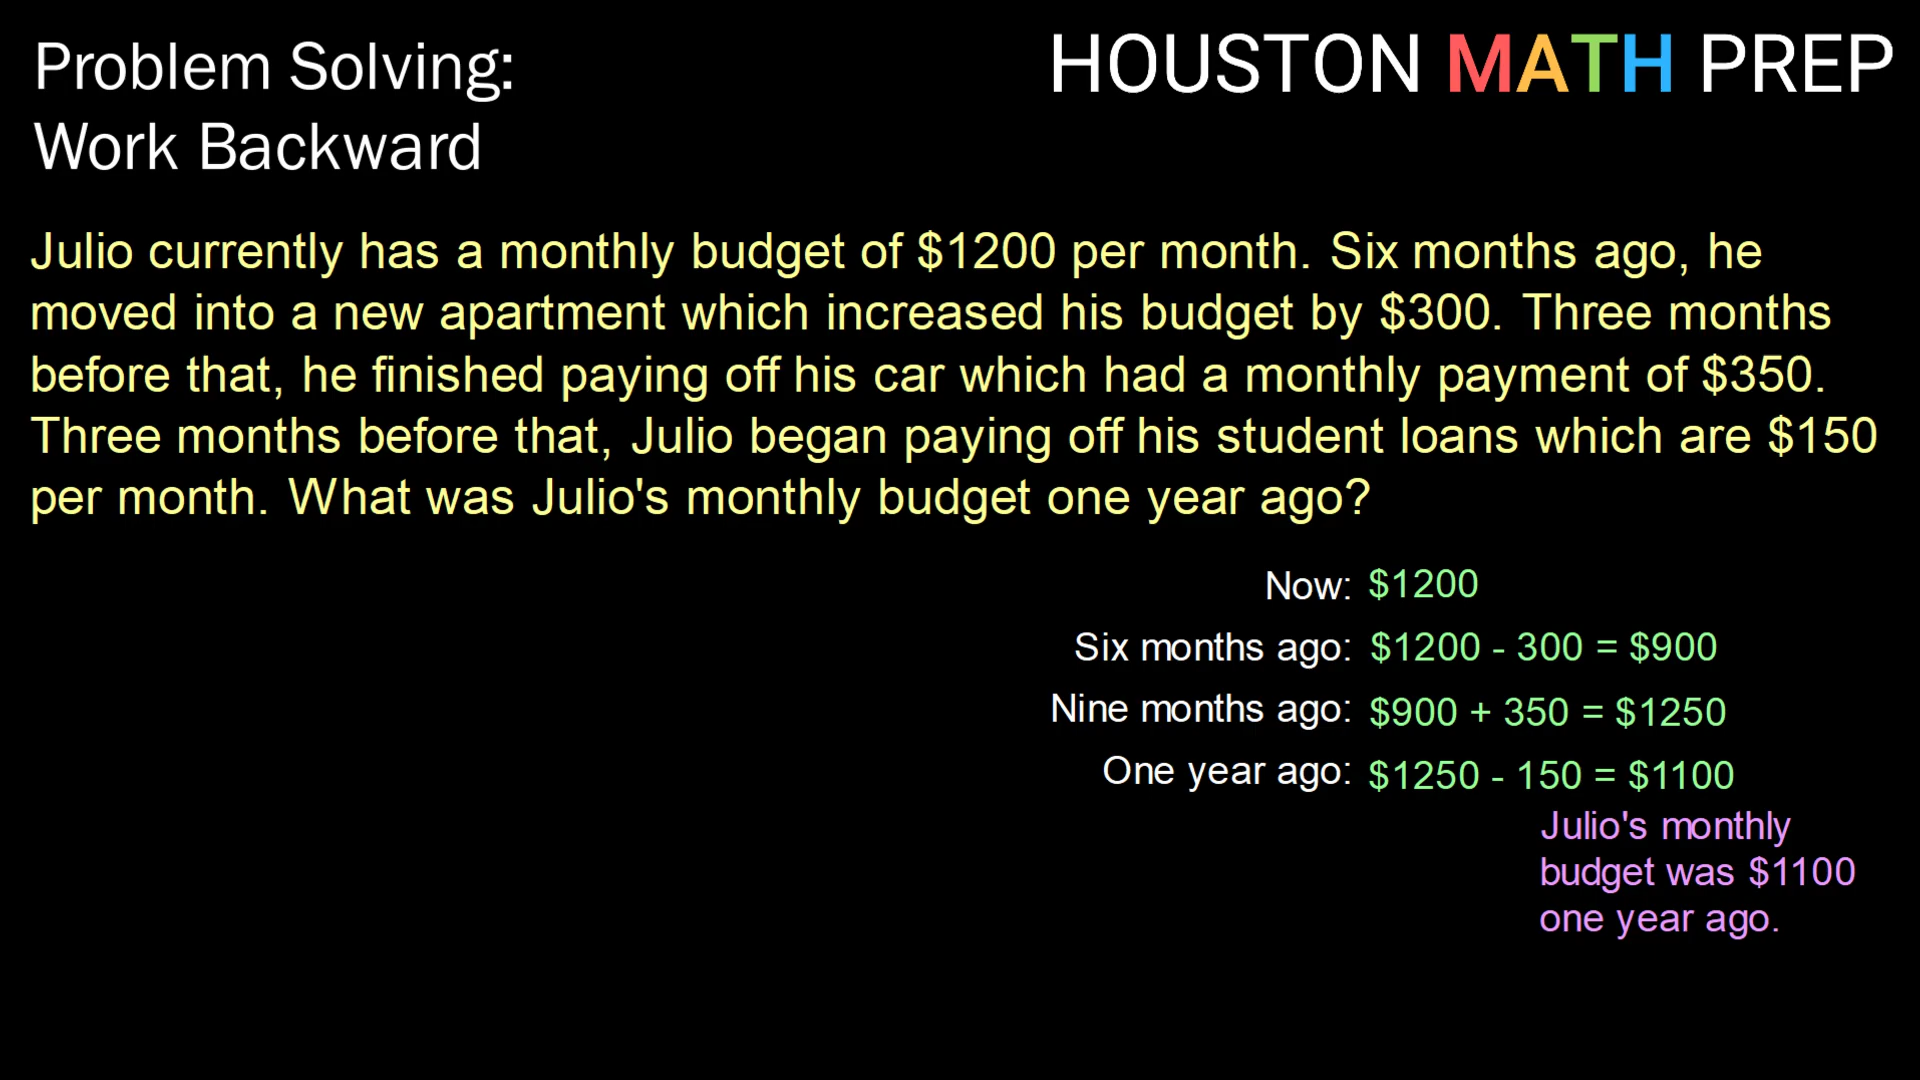 Problem Solving:
Work Backward
HOUSTON MATH PREP
Julio currently has a monthly budget of $1200 per month. Six months ago, he
moved into a new apartment which increased his budget by $300. Three months
before that, he finished paying off his car which had a monthly payment of $350.
Three months before that, Julio began paying off his student loans which are $150
per month. What was Julio's monthly budget one year ago?
Now: $1200
Six months ago: $1200 - 300 = $900
Nine months ago: $900 + 350 = $1250
One year ago: $1250 - 150 = $1100
Julio's monthly
budget was $1100
one year ago.